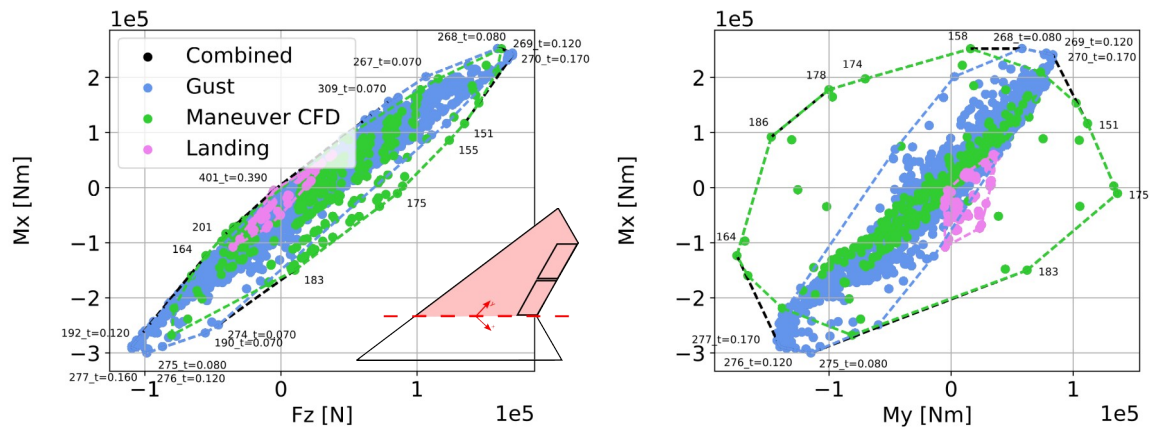 1e5
268_t=0.080
269_t=0.120
270_t=0.170
267_t=0.070
309_t=0.070
Combined
Gust
Maneuver CFD
Landing
151
155
401_t=0.390
175
201
164
183
192_t=0.120
274_t=0.070
190_t=0.070
275_t=0.080
277_t=0.160
276_t=0.120
2
1
0
−1
−2
−3
Mx [Nm]
−1
0
1
Fz [N]
1e5
1e5
158
268_t=0.080
269_t=0.120
270_t=0.170
174
178
186
151
175
164
183
277_t=0.170
276_t=0.120
275_t=0.080
2
1
0
−1
−2
−3
Mx [Nm]
−1
0
1
My [Nm]
1e5